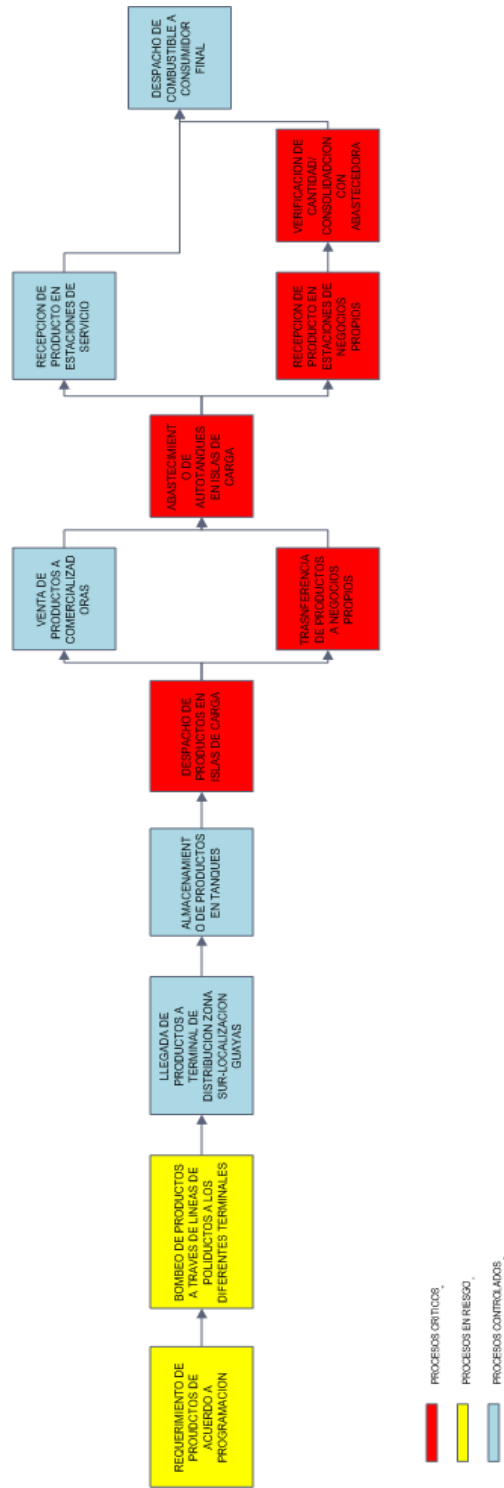 REQUERIMIENTO DE
PROUDCTOS DE
ACUERDO A
PROGRAMACION
BOMBEO DE PRODUCTOS
A TRAVES DE LINEAS DE
POLIDUCTOS A LOS
DIFERENTES TERMINALES
LLEGADA DE
PRODUCTOS A
TERMINAL DE
DISTRIBUCION ZONA
SUR-LOCALIZACION
GUAYAS
ALMACENAMIENT
O DE PRODUCTOS
EN TANQUES
DESPACHO DE
PRODUCTOS EN
ISLAS DE CARGA
VENTA DE
PRODUCTOS A
COMERCIALIZAD
ORAS
TRASNFERENCIA
DE PRODUCTOS
A NEGOCIOS
PROPIOS
ABASTECIMIENT
O DE
AUTOTANQUES
EN ISLAS DE
CARGA
RECEPCION DE
PRODUCTO EN
ESTACIONES DE
SERVICIO
RECEPCION DE
PRODUCTO EN
ESTACIONES DE
NEGOCIOS
PROPIOS
VERIFICACION DE
CANTIDAD/
CONSOLIDADCION
CON
ABASTECEDORA
DESPACHO DE
COMBUSTIBLE A
CONSUMIDOR
FINAL
PROCESOS CRITICOS
PROCESOS EN RIESGO
PROCESOS CONTROLADOS